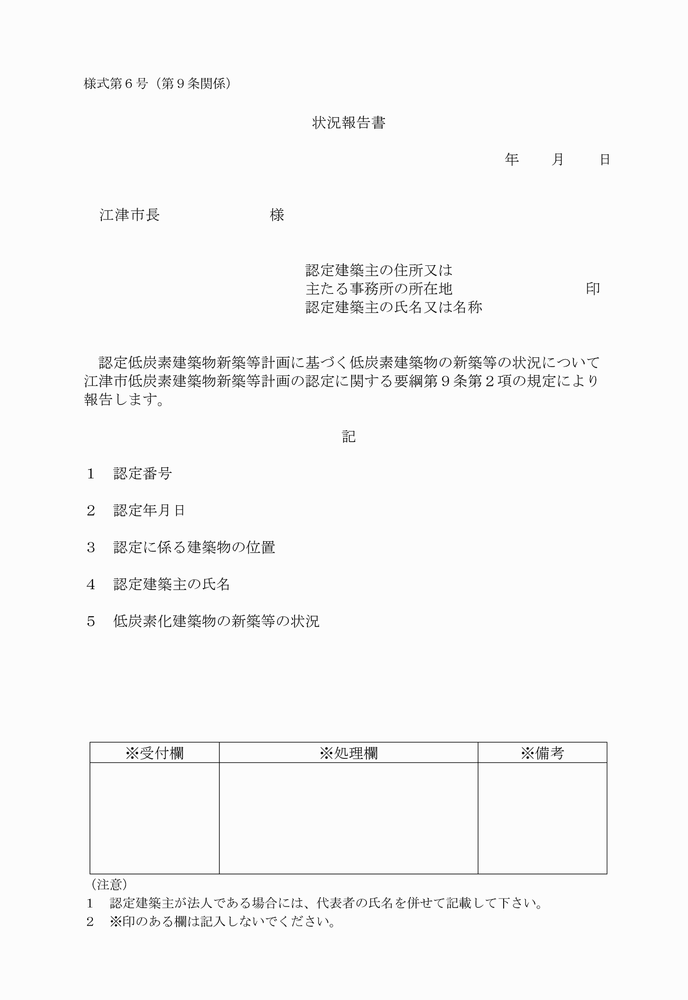 様式第６号（第９条関係）
状況報告書
年　　月　　日
江津市長　　　　　　　様
認定建築主の住所又は
主たる事務所の所在地　　　　　　　　　印
認定建築主の氏名又は名称
認定低炭素建築物新築等計画に基づく低炭素建築物の新築等の状況について
江津市低炭素建築物新築等計画の認定に関する要綱第９条第２項の規定により
報告します。
記
１　認定番号
２　認定年月日
３　認定に係る建築物の位置
４　認定建築主の氏名
５　低炭素化建築物の新築等の状況
※受付欄　※処理欄　※備考
（注意）
１　認定建築主が法人である場合には、代表者の氏名を併せて記載して下さい。
２　※印のある欄は記入しないでください。